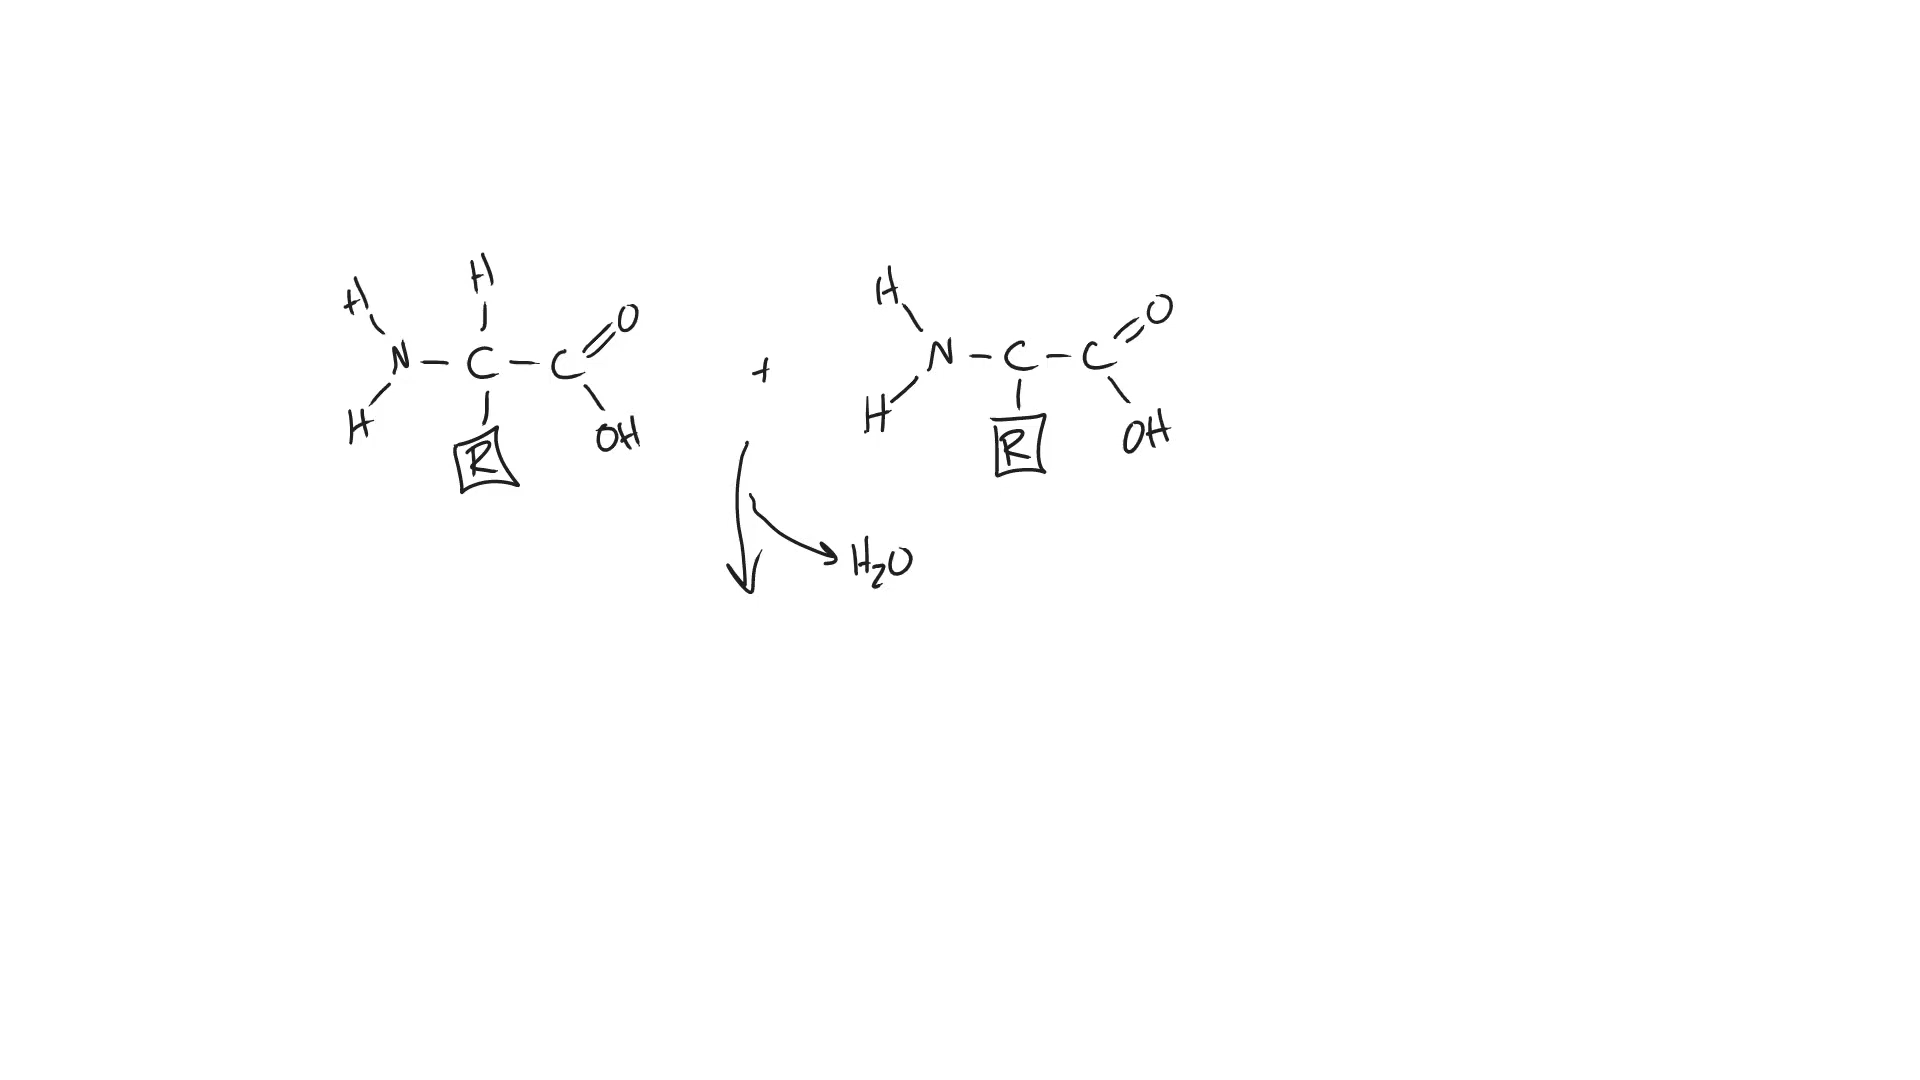 H H O H O
N - C - C + N - C - C
H R OH H R OH
H₂O